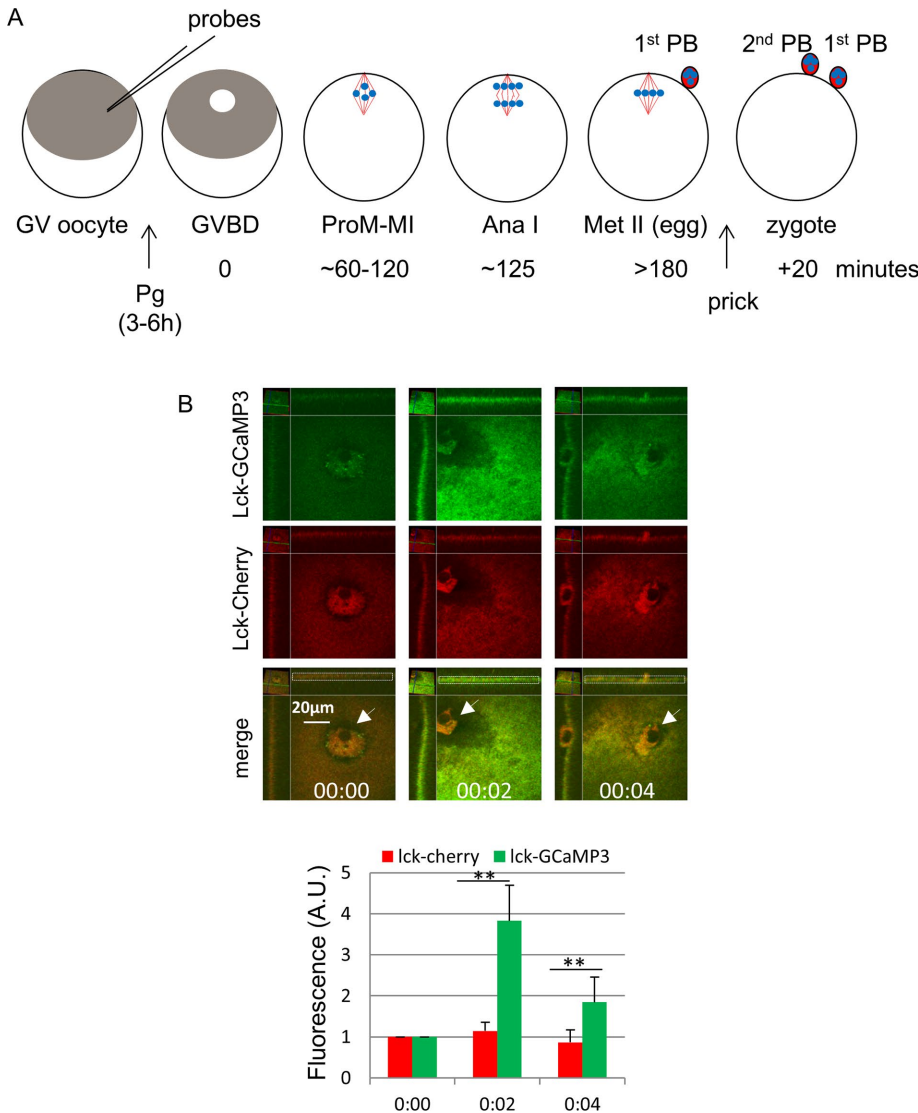 A
probes
1st PB
2nd PB 1st PB
GV oocyte GVBD ProM-MI Ana I Met II (egg) zygote
0 ~60-120 ~125 >180 +20 minutes
Pg
(3-6h)
prick
B
Lck-GCaMP3
Lck-Cherry
merge
20µm
00:00 00:02 00:04
lck-cherry lck-GCaMP3
Fluorescence (A.U.)
5
4
3
2
1
0
**
**
0:00 0:02 0:04